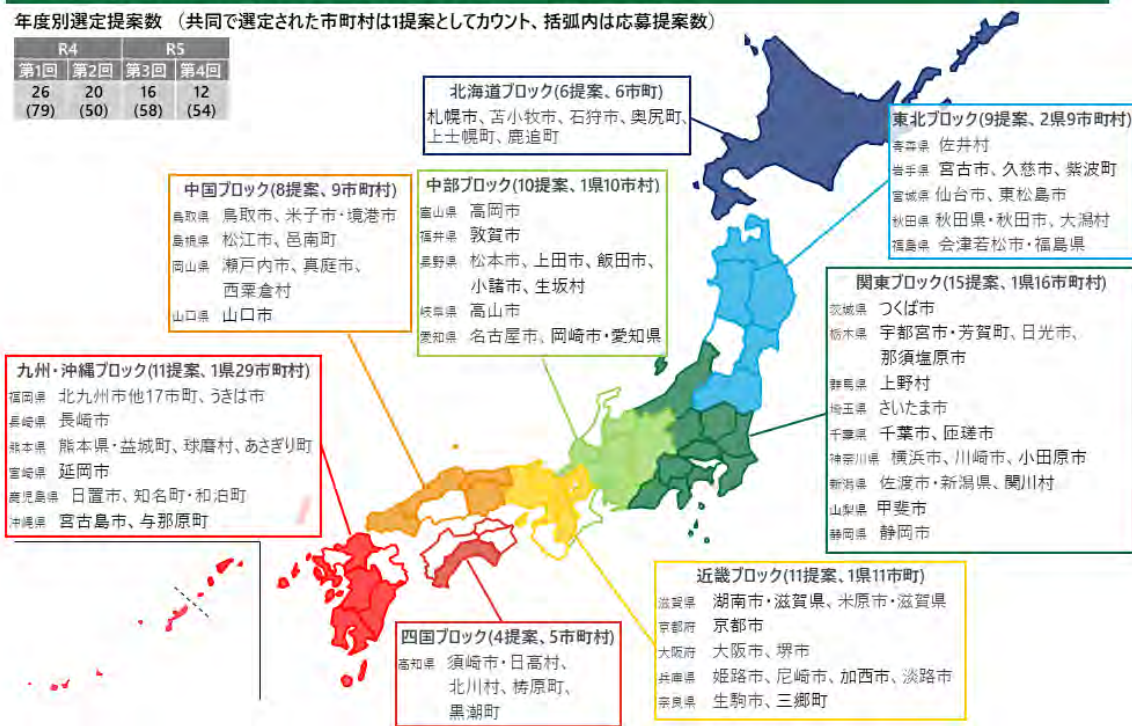 年度別選定提案数 （共同で選定された市町村は1提案としてカウント、括弧内は応募提案数）
R4 R5
第1回 第2回 第3回 第4回
26 20 16 12
(79) (50) (58) (54)
北海道ブロック(6提案、6市町)
札幌市、苫小牧市、石狩市、奥尻町、
上士幌町、鹿追町
東北ブロック(9提案、2県9市町村)
青森県 佐井村
岩手県 宮古市、久慈市、紫波町
宮城県 仙台市、東松島市
秋田県 秋田県・秋田市、大潟村
福島県 会津若松市・福島県
中国ブロック(8提案、9市町村)
鳥取県 鳥取市、米子市・境港市
島根県 松江市、邑南町
岡山県 瀬戸内市、真庭市、
西粟倉村
山口県 山口市
中部ブロック(10提案、1県10市村)
富山県 高岡市
福井県 敦賀市
長野県 松本市、上田市、飯田市、
小諸市、生坂村
岐阜県 高山市
愛知県 名古屋市、岡崎市・愛知県
関東ブロック(15提案、1県16市町村)
茨城県 つくば市
栃木県 宇都宮市・芳賀町、日光市、
那須塩原市
群馬県 上野村
埼玉県 さいたま市
千葉県 千葉市、匝瑳市
神奈川県 横浜市、川崎市、小田原市
新潟県 佐渡市・新潟県、関川村
山梨県 甲斐市
静岡県 静岡市
九州・沖縄ブロック(11提案、1県29市町村)
福岡県 北九州市他17市町、うきは市
長崎県 長崎市
熊本県 熊本県・益城町、球磨村、あさぎり町
宮崎県 延岡市
鹿児島県 日置市、知名町・和泊町
沖縄県 宮古島市、与那原町
四国ブロック(4提案、5市町村)
高知県 須崎市・日高村、
北川村、梼原町、
黒潮町
近畿ブロック(11提案、1県11市町)
滋賀県 湖南市・滋賀県、米原市・滋賀県
京都府 京都市
大阪府 大阪市、堺市
兵庫県 姫路市、尼崎市、加西市、淡路市
奈良県 生駒市、三郷町